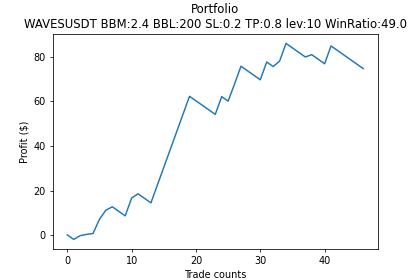 Portfolio
WAVESUSDT BBM:2.4 BBL:200 SL:0.2 TP:0.8 lev:10 WinRatio:49.0
80
60
40
20
0
Profit ($)
0 10 20 30 40
Trade counts